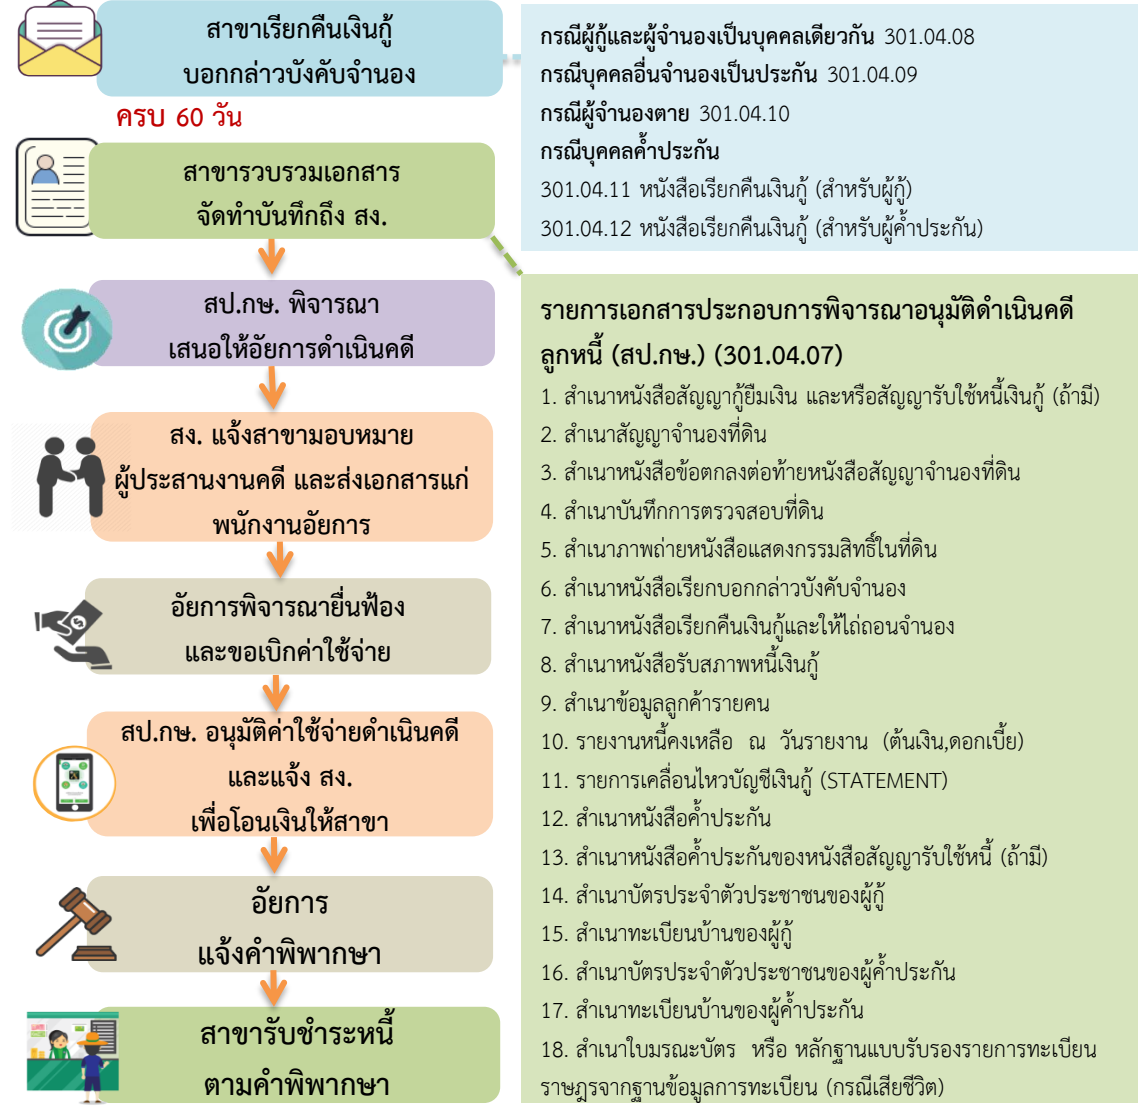 สาขาเรียกคืนเงินกู้
บอกกล่าวบังคับจำนอง
ครบ 60 วัน
สาขารวบรวมเอกสาร
จัดทำบันทึกถึง สง.
สป.กษ. พิจารณา
เสนอให้อัยการดำเนินคดี
สง. แจ้งสาขามอบหมาย
ผู้ประสานงานคดี และส่งเอกสารแก่
พนักงานอัยการ
อัยการพิจารณายื่นฟ้อง
และขอเบิกค่าใช้จ่าย
สป.กษ. อนุมัติค่าใช้จ่ายดำเนินคดี
และแจ้ง สง.
เพื่อโอนเงินให้สาขา
อัยการ
แจ้งคำพิพากษา
สาขารับชำระหนี้
ตามคำพิพากษา
กรณีผู้กู้และผู้จำนองเป็นบุคคลเดียวกัน 301.04.08
กรณีบุคคลอื่นจำนองเป็นประกัน 301.04.09
กรณีผู้จำนองตาย 301.04.10
กรณีบุคคลค้ำประกัน
301.04.11 หนังสือเรียกคืนเงินกู้ (สำหรับผู้กู้)
301.04.12 หนังสือเรียกคืนเงินกู้ (สำหรับผู้ค้ำประกัน)
รายการเอกสารประกอบการพิจารณาอนุมัติดำเนินคดี
ลูกหนี้ (สป.กษ.) (301.04.07)
1. สำเนาหนังสือสัญญากู้ยืมเงิน และหรือสัญญารับใช้หนี้เงินกู้ (ถ้ามี)
2. สำเนาสัญญาจำนองที่ดิน
3. สำเนาหนังสือข้อตกลงต่อท้ายหนังสือสัญญาจำนองที่ดิน
4. สำเนาบันทึกการตรวจสอบที่ดิน
5. สำเนาภาพถ่ายหนังสือแสดงกรรมสิทธิ์ในที่ดิน
6. สำเนาหนังสือเรียกบอกกล่าวบังคับจำนอง
7. สำเนาหนังสือเรียกคืนเงินกู้และให้ไถ่ถอนจำนอง
8. สำเนาหนังสือรับสภาพหนี้เงินกู้
9. สำเนาข้อมูลลูกค้ารายคน
10. รายงานหนี้คงเหลือ ณ วันรายงาน (ต้นเงิน,ดอกเบี้ย)
11. รายการเคลื่อนไหวบัญชีเงินกู้ (STATEMENT)
12. สำเนาหนังสือค้ำประกัน
13. สำเนาหนังสือค้ำประกันของหนังสือสัญญารับใช้หนี้ (ถ้ามี)
14. สำเนาบัตรประจำตัวประชาชนของผู้กู้
15. สำเนาทะเบียนบ้านของผู้กู้
16. สำเนาบัตรประจำตัวประชาชนของผู้ค้ำประกัน
17. สำเนาทะเบียนบ้านของผู้ค้ำประกัน
18. สำเนาใบมรณะบัตร หรือ หลักฐานแบบรับรองรายการทะเบียน
ราษฎรจากฐานข้อมูลการทะเบียน (กรณีเสียชีวิต)